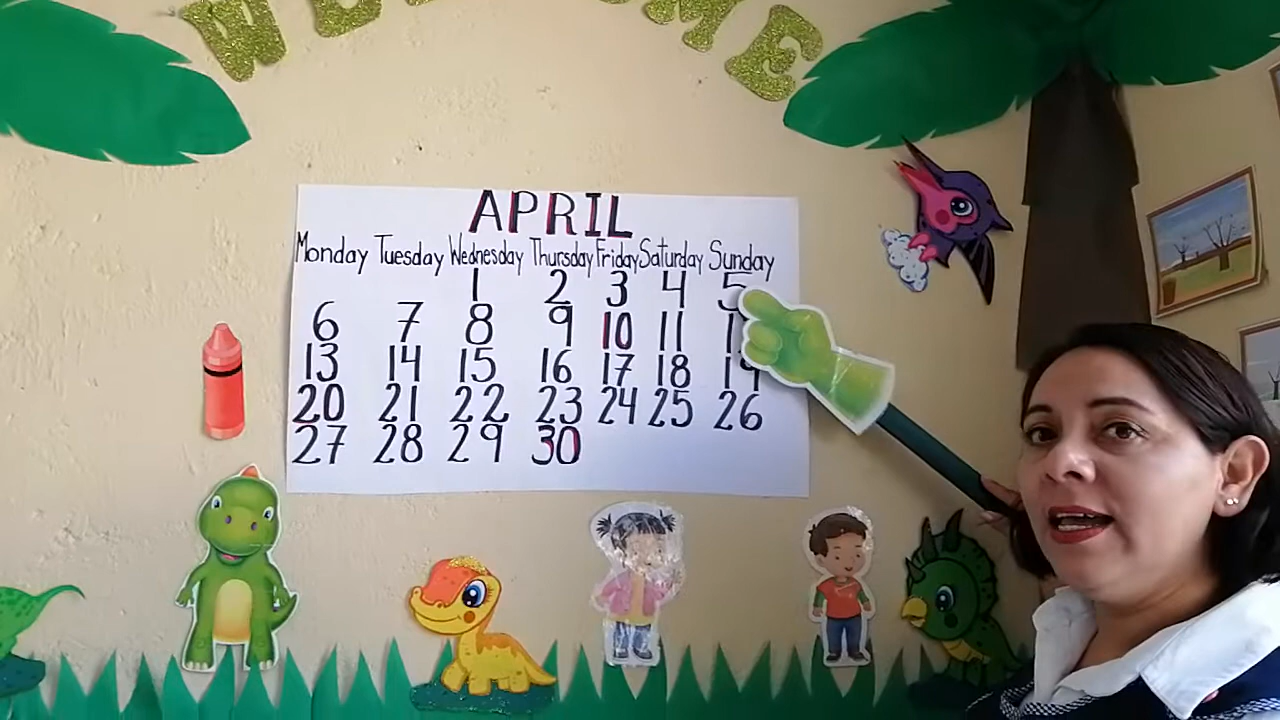 APRIL
Monday Tuesday Wednesday Thursday Friday Saturday Sunday
1 2 3 4 5
6 7 8 9 10 11
13 14 15 16 17 18 19
20 21 22 23 24 25 26
27 28 29 30